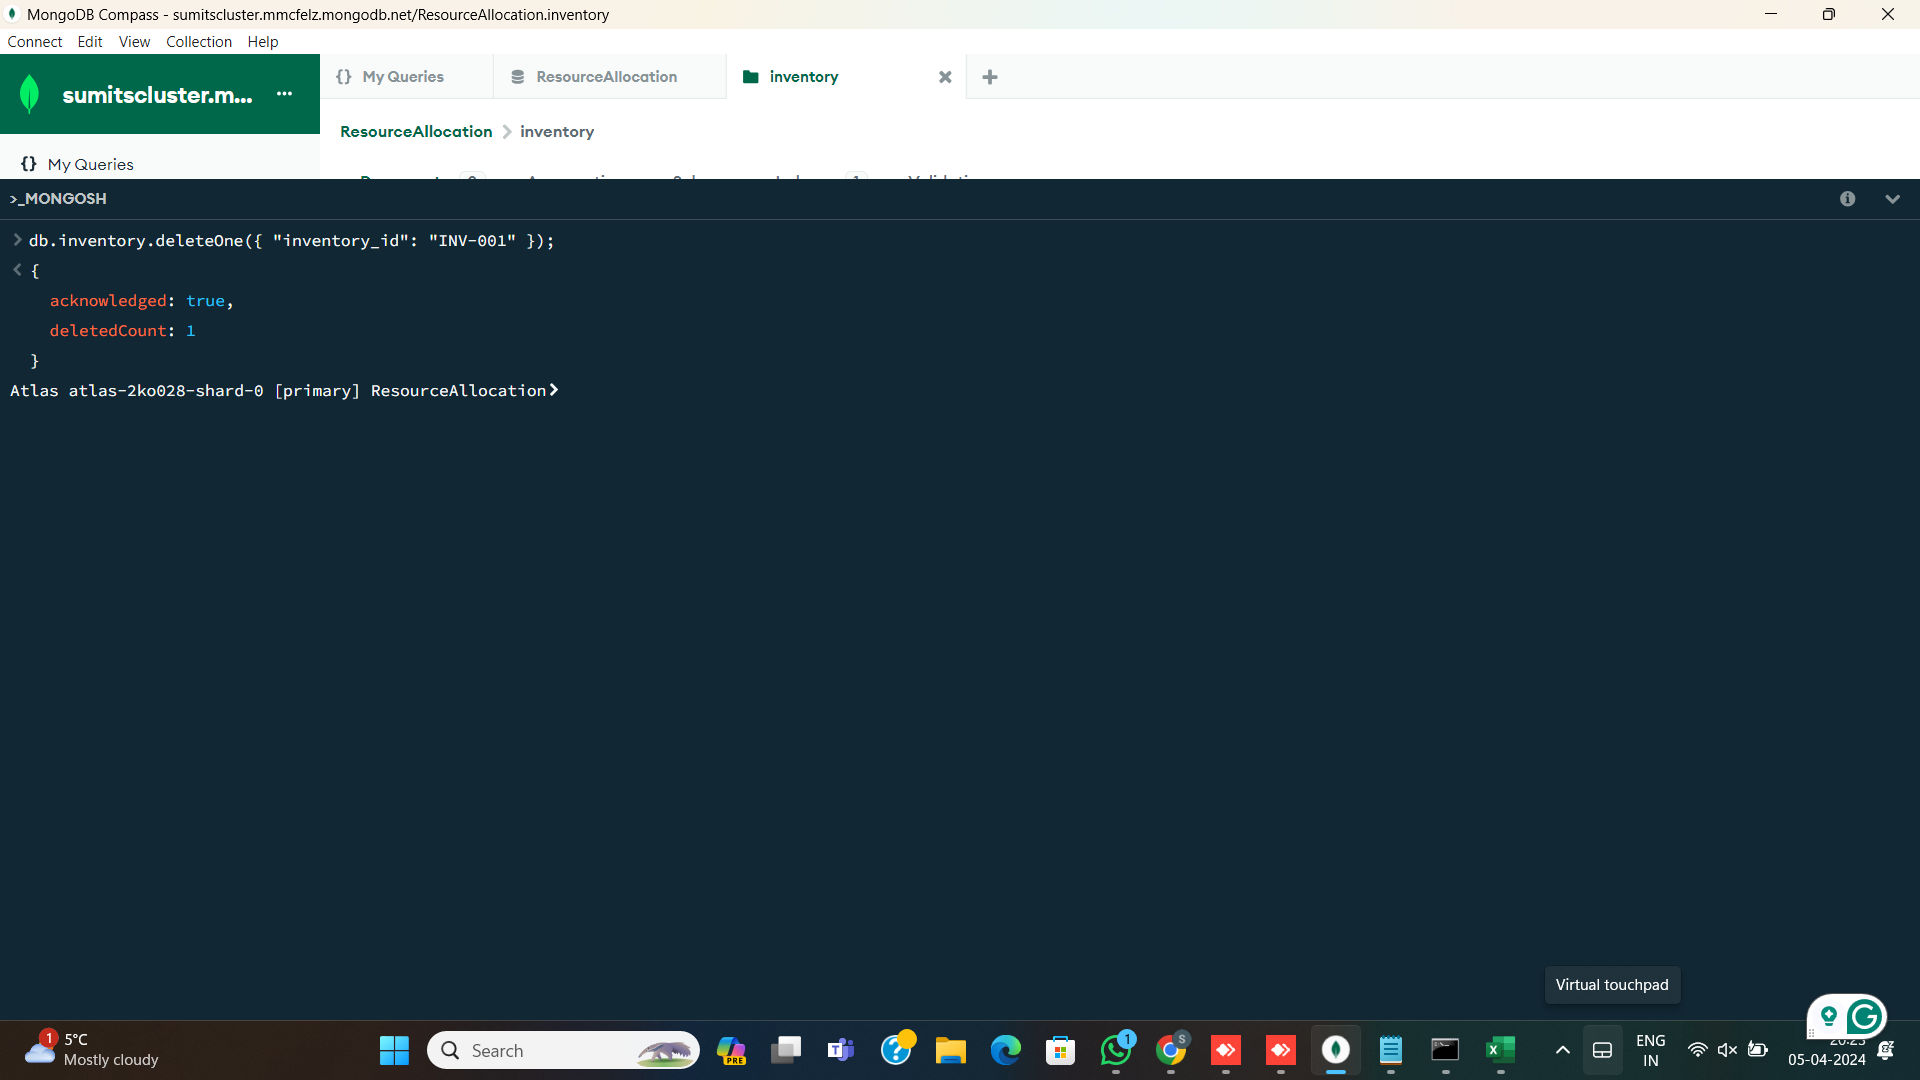 MongoDB Compass - sumitscluster.mmcfelz.mongodb.net/ResourceAllocation.inventory
Connect Edit View Collection Help
sumitscluster.m... ...
{} My Queries
ResourceAllocation
inventory
ResourceAllocation > inventory
{} My Queries
>_MONGOSH
> db.inventory.deleteOne({ "inventory_id": "INV-001" });
< {
acknowledged: true,
deletedCount: 1
}
Atlas atlas-2ko028-shard-0 [primary] ResourceAllocation>
Virtual touchpad
1
5°C
Mostly cloudy
Search
PRE
1
S
ENG
IN
05-04-2024